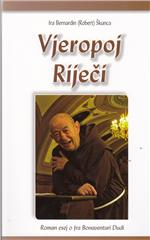 fra Bernardin (Robert) Škunca
Vjeropoj
Riječi
Roman esej o fra Bonaventuri Dudi